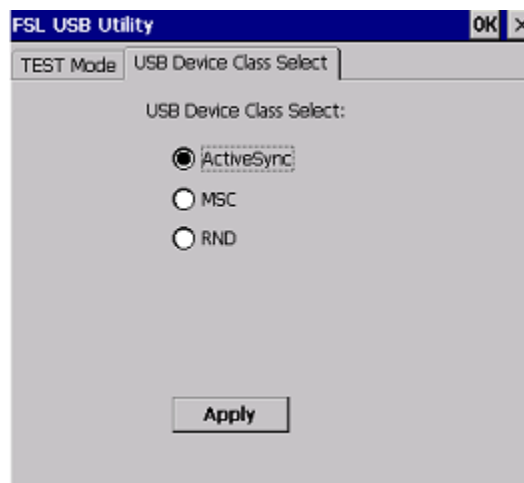 FSL USB Utility OK ×
TEST Mode USB Device Class Select
USB Device Class Select:
ActiveSync
MSC
RND
Apply